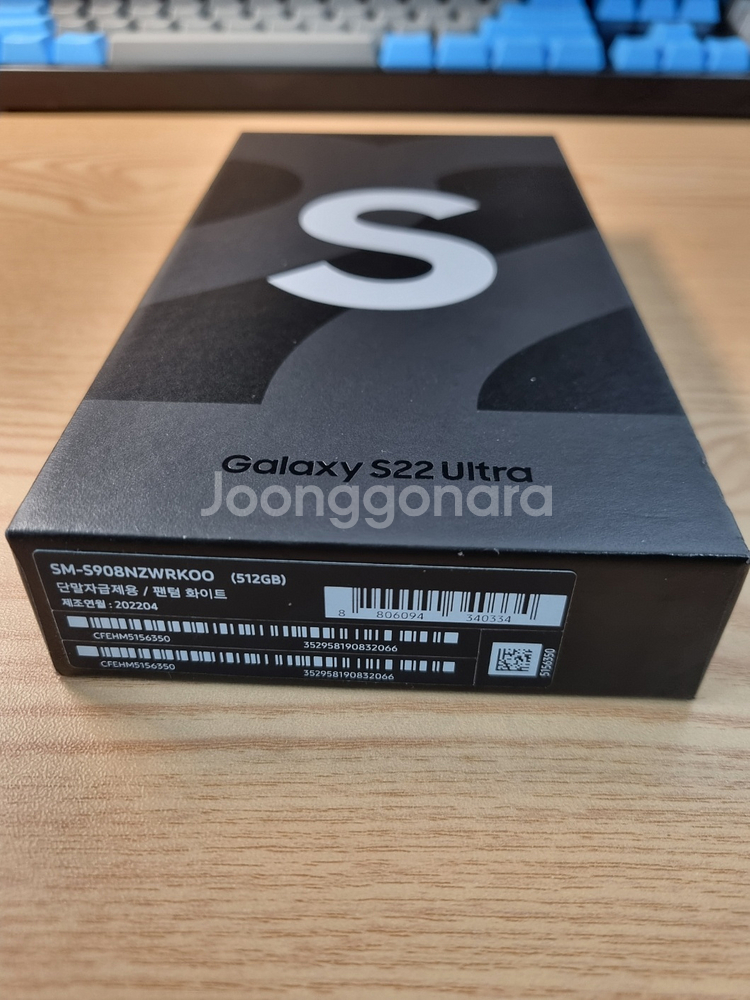 S
Galaxy S22 Ultra
Joonggonara
SM-S908NZWRKOO (512GB)
단말자급제용 / 팬텀 화이트
제조연월 : 202204
8 806094 340334
CFEHM5156350 352958190832066
CFEHM5156350 352958190832066
5156350